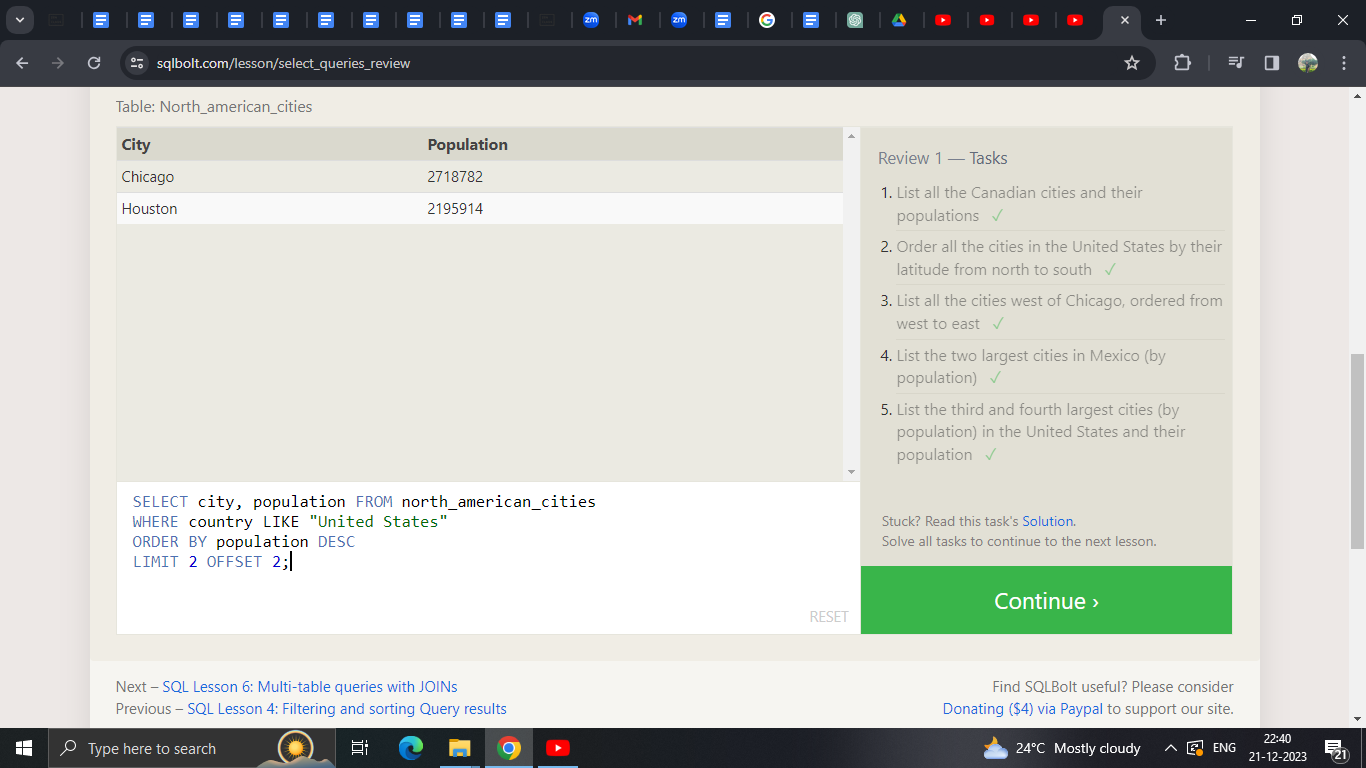 sqlbolt.com/lesson/select_queries_review
Table: North_american_cities
City Population
Chicago 2718782
Houston 2195914
Review 1 — Tasks
1. List all the Canadian cities and their
populations ✓
2. Order all the cities in the United States by their
latitude from north to south ✓
3. List all the cities west of Chicago, ordered from
west to east ✓
4. List the two largest cities in Mexico (by
population) ✓
5. List the third and fourth largest cities (by
population) in the United States and their
population ✓
SELECT city, population FROM north_american_cities
WHERE country LIKE "United States"
ORDER BY population DESC
LIMIT 2 OFFSET 2;
RESET
Stuck? Read this task's Solution.
Solve all tasks to continue to the next lesson.
Continue ›
Next – SQL Lesson 6: Multi-table queries with JOINs
Previous – SQL Lesson 4: Filtering and sorting Query results
Find SQLBolt useful? Please consider
Donating ($4) via Paypal to support our site.
Type here to search
24°C Mostly cloudy
ENG
22:40
21-12-2023
21
zm
zm